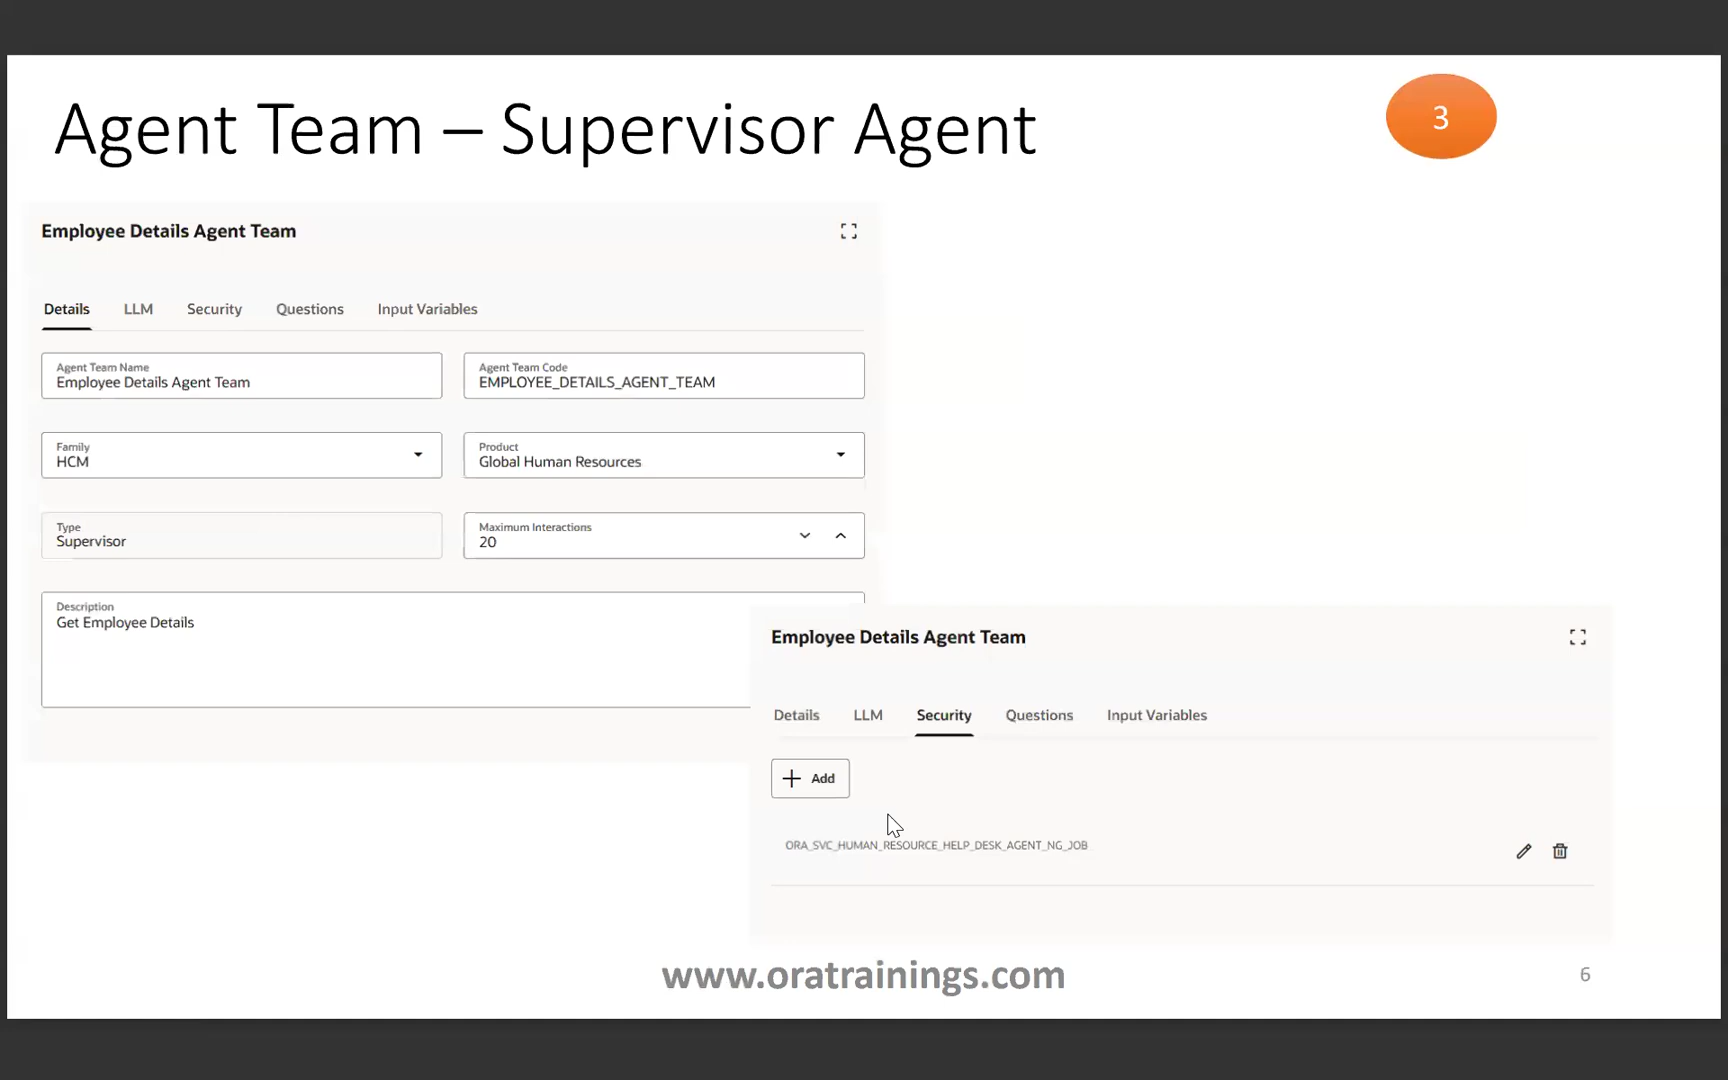 Agent Team – Supervisor Agent
3
Employee Details Agent Team
Details LLM Security Questions Input Variables
Agent Team Name
Employee Details Agent Team
Agent Team Code
EMPLOYEE_DETAILS_AGENT_TEAM
Family
HCM
Product
Global Human Resources
Type
Supervisor
Maximum Interactions
20
Description
Get Employee Details
Employee Details Agent Team
Details LLM Security Questions Input Variables
Add
ORA_SVC_HUMAN_RESOURCE_HELP_DESK_AGENT_NG_JOB
www.oratrainings.com
6